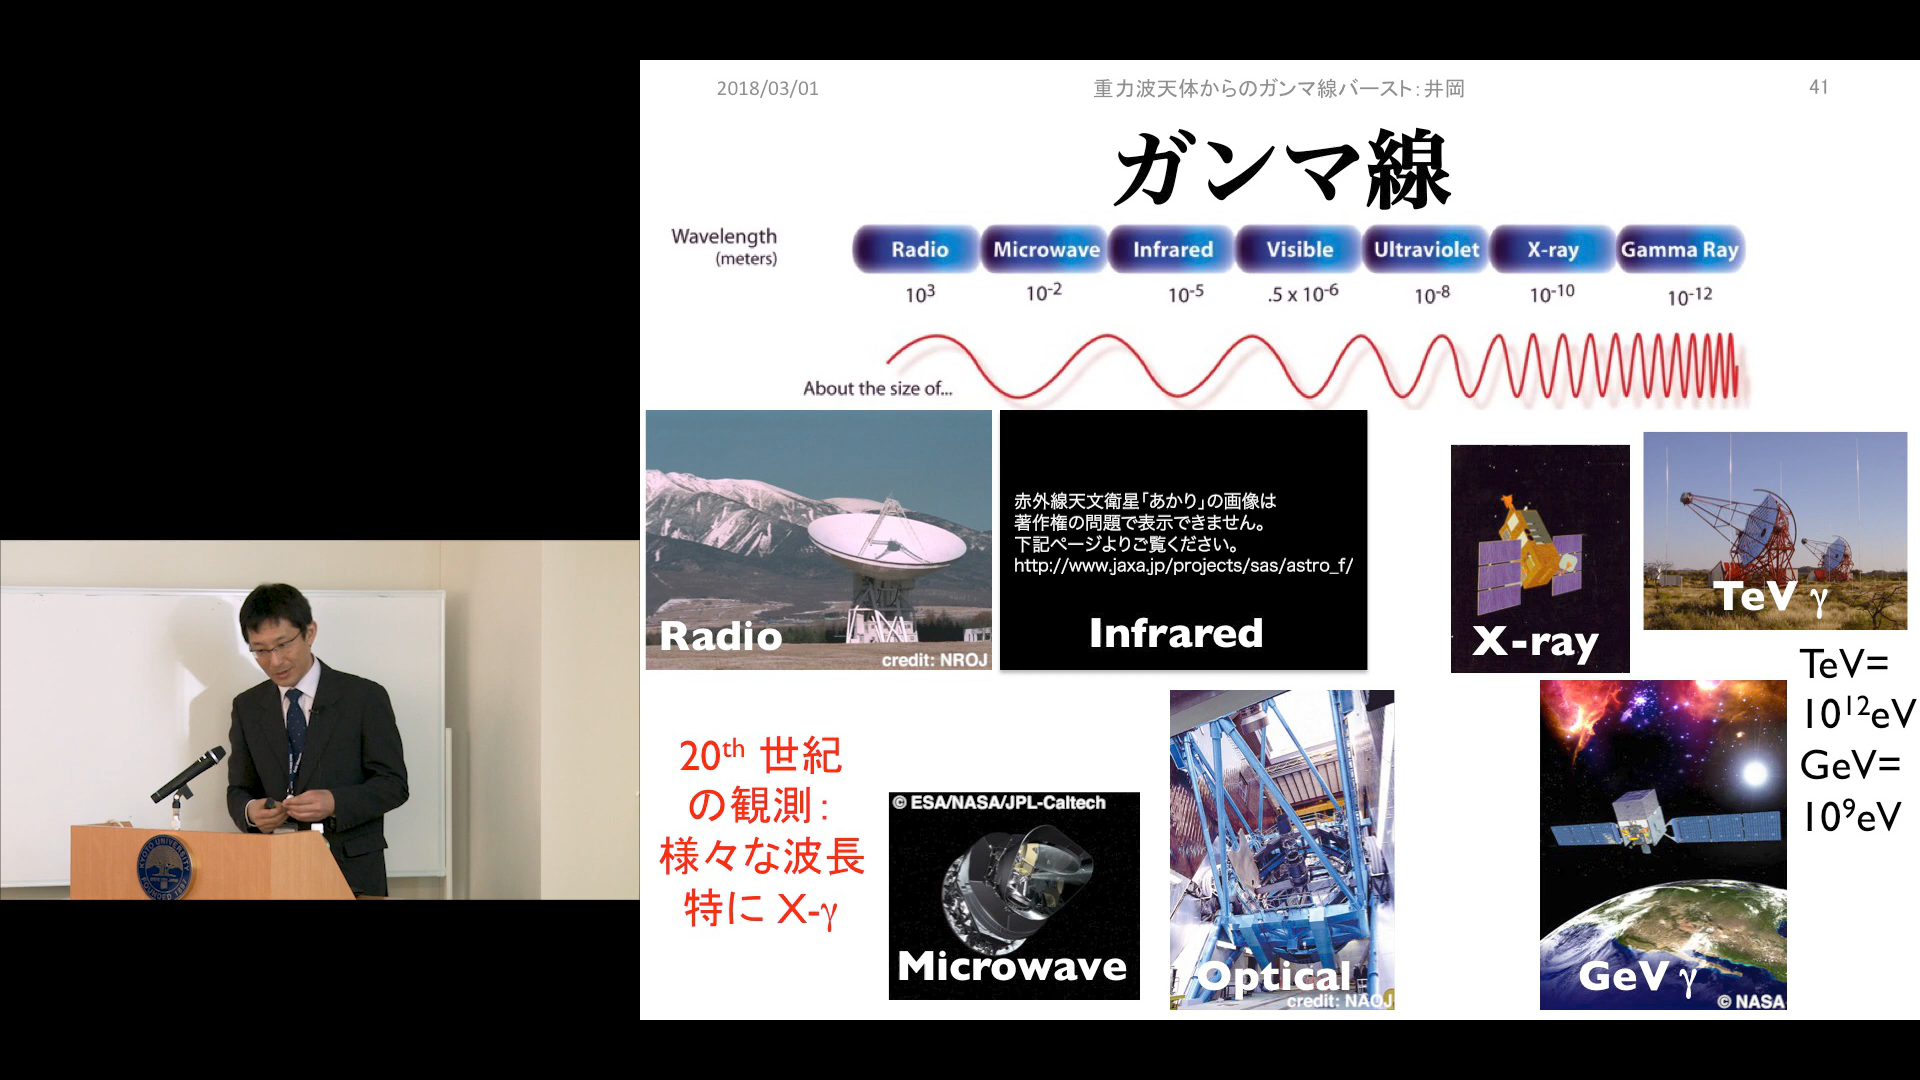 2018/03/01
重力波天体からのガンマ線バースト：井岡
41
ガンマ線
Wavelength
(meters)
Radio
Microwave
Infrared
Visible
Ultraviolet
X-ray
Gamma Ray
10³
10⁻²
10⁻⁵
.5 x 10⁻⁶
10⁻⁸
10⁻¹⁰
10⁻¹²
About the size of...
Radio
credit: NROJ
赤外線天文衛星「あかり」の画像は
著作権の問題で表示できません。
下記ページよりご覧ください。
http://www.jaxa.jp/projects/sas/astro_f/
Infrared
X-ray
TeV γ
TeV=
10¹²eV
GeV=
10⁹eV
20th 世紀
の観測：
様々な波長
特に X-γ
© ESA/NASA/JPL-Caltech
Microwave
Optical
credit: NAOJ
GeV γ
© NASA
KYOTO UNIVERSITY
FOUNDED 1897